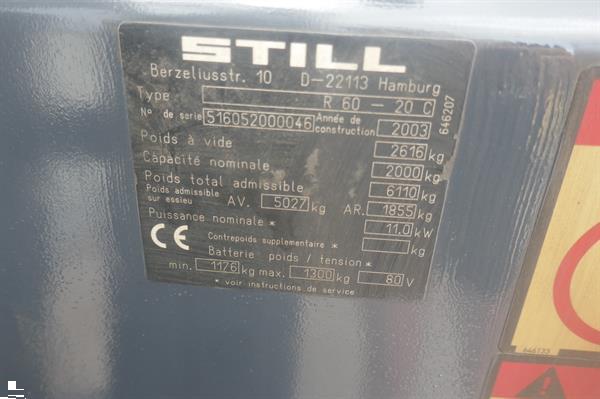 STILL
Berzeliusstr. 10 D-22113 Hamburg
Type R 60 - 20 C
N° de serie 516052000046 Année de construction 2003
646207
Poids à vide 2616 kg
Capacité nominale 2000 kg
Poids total admissible 6110 kg
Poids admissible sur essieu AV. 5027 kg AR. 1855 kg
Puissance nominale * 11.0 kW
CE
Contrepoids supplementaire * kg
Batterie poids / tension *
min. 1176 kg max. 1300 kg 80 V
* voir instructions de service